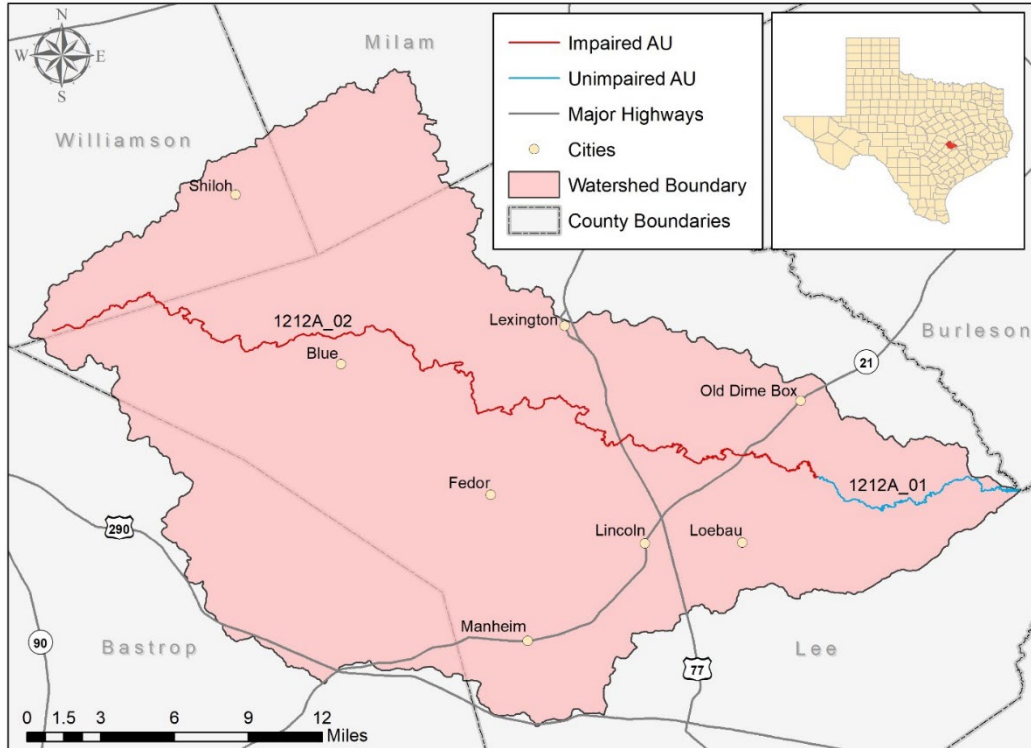 N
W E
S
Milam
Williamson
Impaired AU
Unimpaired AU
Major Highways
Cities
Watershed Boundary
County Boundaries
Shiloh
1212A_02
Lexington
Blue
Burleson
21
Old Dime Box
1212A_01
Fedor
290
Lincoln
Loebau
Manheim
90
Bastrop
Lee
77
0 1.5 3 6 9 12
Miles